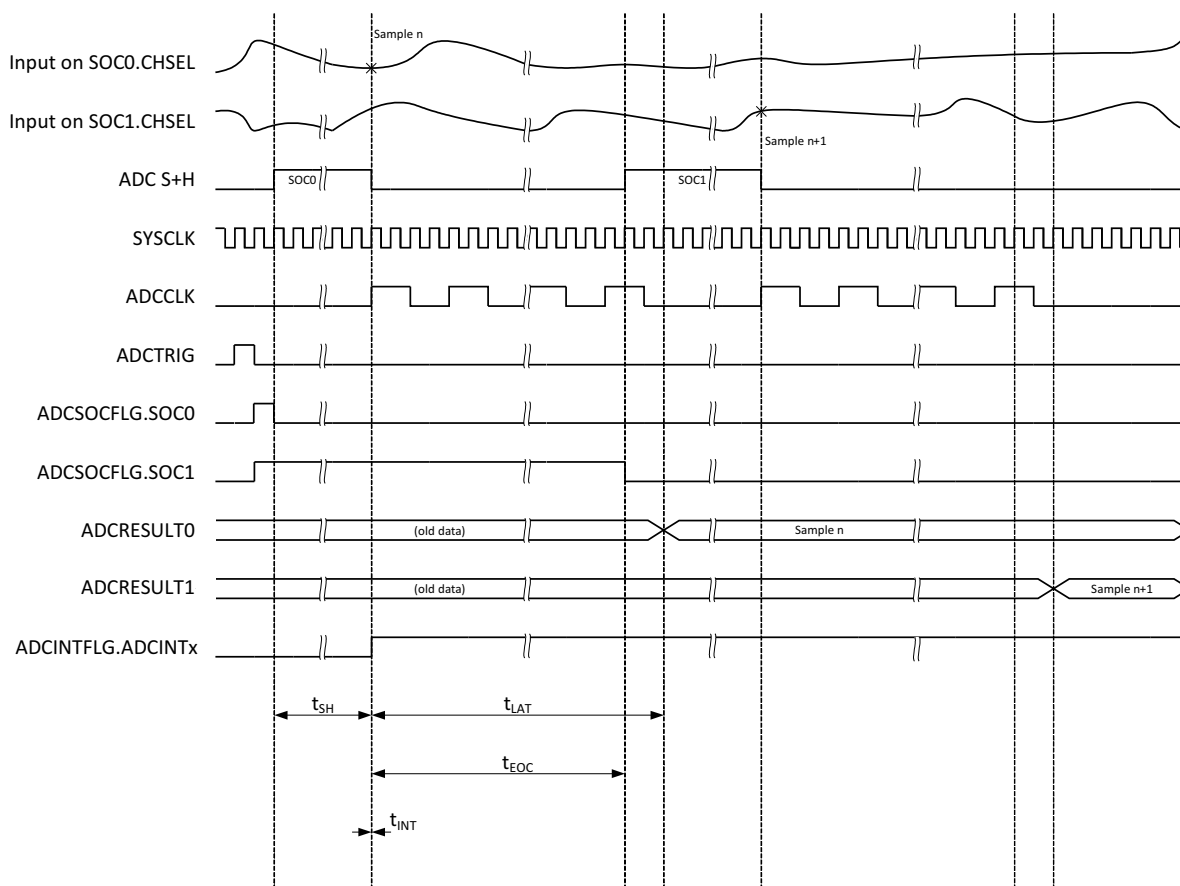 Sample n
Input on SOC0.CHSEL
Input on SOC1.CHSEL
Sample n+1
ADC S+H
SOC0
SOC1
SYSCLK
ADCCLK
ADCTRIG
ADCSOCFLG.SOC0
ADCSOCFLG.SOC1
ADCRESULT0
(old data)
Sample n
ADCRESULT1
(old data)
Sample n+1
ADCINTFLG.ADCINTx
tSH
tLAT
tEOC
tINT